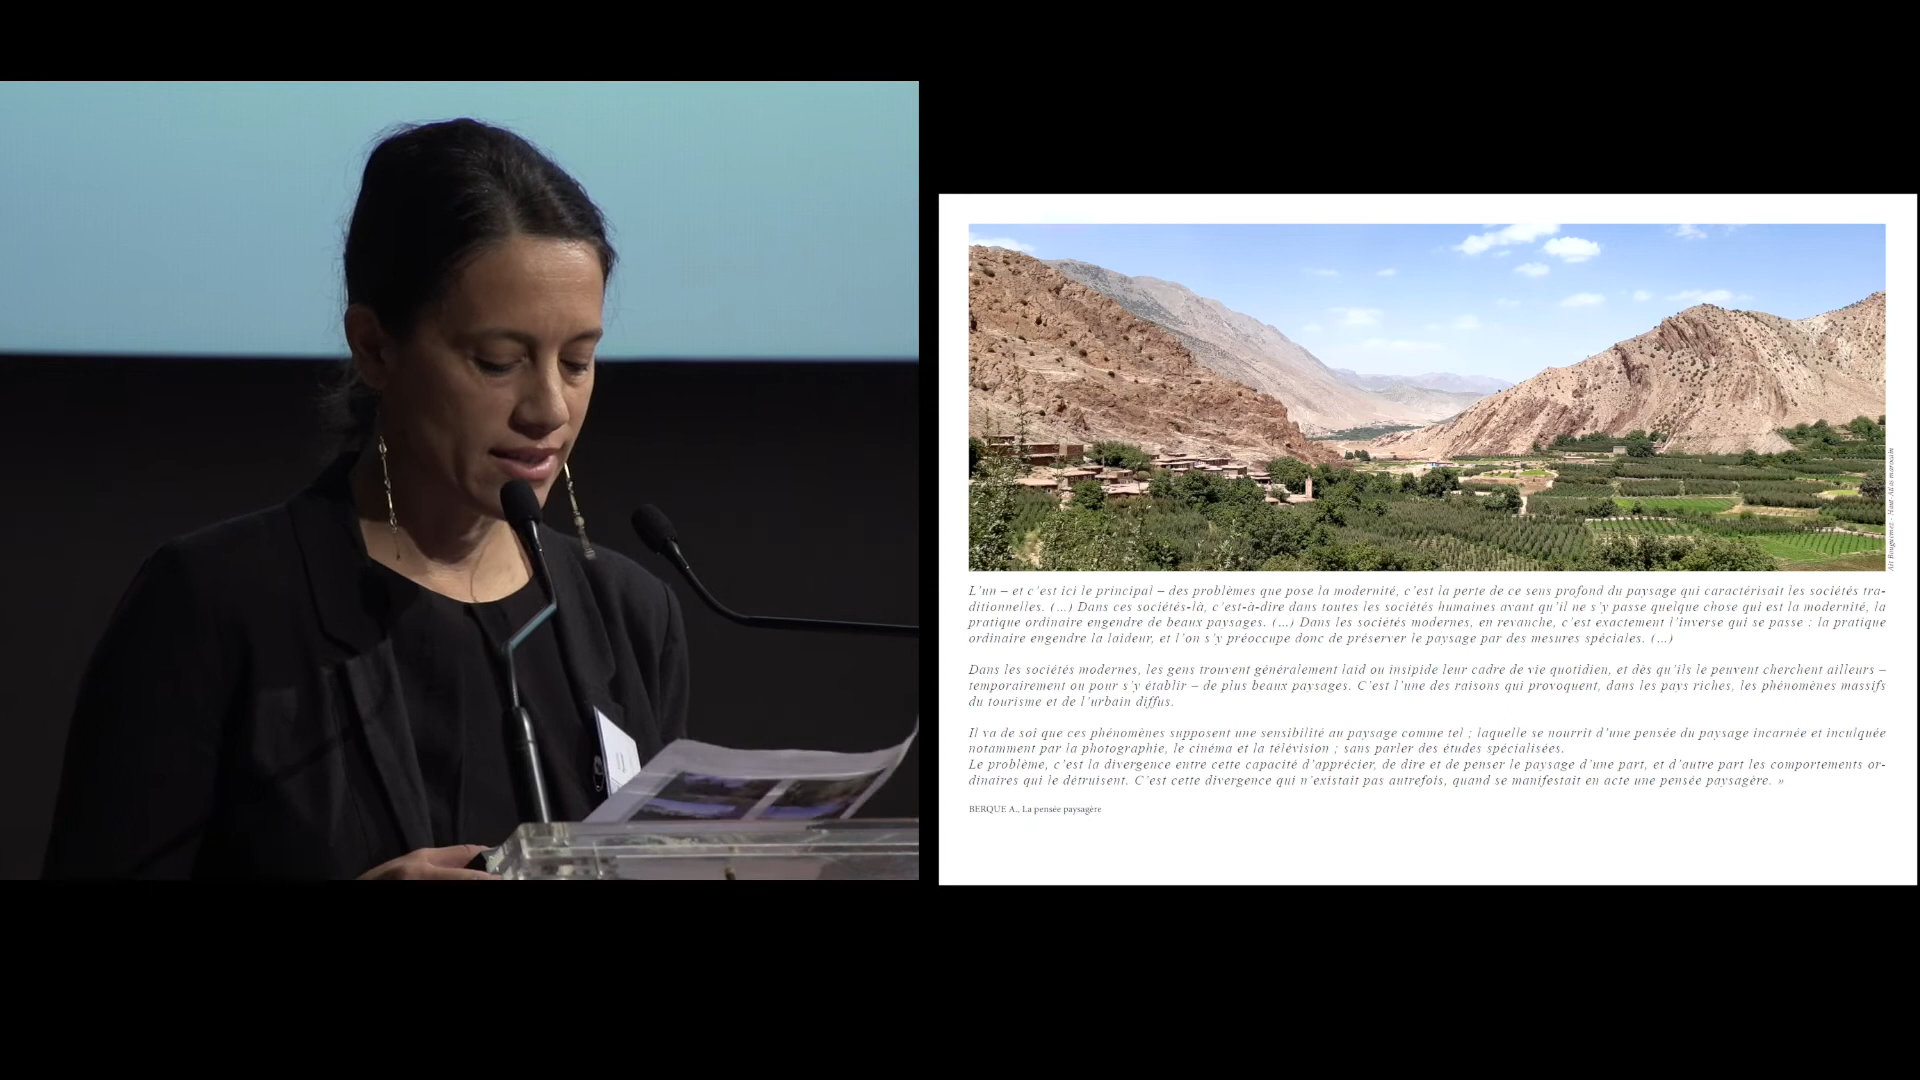 Aït Bouguemez - Haut-Atlas marocain
L'un – et c'est ici le principal – des problèmes que pose la modernité, c'est la perte de ce sens profond du paysage qui caractérisait les sociétés tra-
ditionnelles. (...) Dans ces sociétés-là, c'est-à-dire dans toutes les sociétés humaines avant qu'il ne s'y passe quelque chose qui est la modernité, la
pratique ordinaire engendre de beaux paysages. (...) Dans les sociétés modernes, en revanche, c'est exactement l'inverse qui se passe : la pratique
ordinaire engendre la laideur, et l'on s'y préoccupe donc de préserver le paysage par des mesures spéciales. (...)
Dans les sociétés modernes, les gens trouvent généralement laid ou insipide leur cadre de vie quotidien, et dès qu'ils le peuvent cherchent ailleurs –
temporairement ou pour s'y établir – de plus beaux paysages. C'est l'une des raisons qui provoquent, dans les pays riches, les phénomènes massifs
du tourisme et de l'urbain diffus.
Il va de soi que ces phénomènes supposent une sensibilité au paysage comme tel ; laquelle se nourrit d'une pensée du paysage incarnée et inculquée
notamment par la photographie, le cinéma et la télévision ; sans parler des études spécialisées.
Le problème, c'est la divergence entre cette capacité d'apprécier, de dire et de penser le paysage d'une part, et d'autre part les comportements or-
dinaires qui le détruisent. C'est cette divergence qui n'existait pas autrefois, quand se manifestait en acte une pensée paysagère. »
BERQUE A., La pensée paysagère